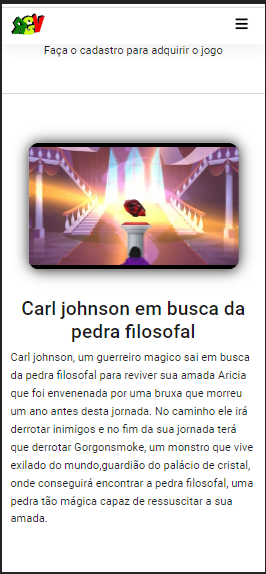 Faça o cadastro para adquirir o jogo
Carl johnson em busca da
pedra filosofal
Carl johnson, um guerreiro magico sai em busca
da pedra filosofal para reviver sua amada Aricia
que foi envenenada por uma bruxa que morreu
um ano antes desta jornada. No caminho ele irá
derrotar inimigos e no fim da sua jornada terá
que derrotar Gorgonsmoke, um monstro que vive
exilado do mundo,guardião do palácio de cristal,
onde conseguirá encontrar a pedra filosofal, uma
pedra tão mágica capaz de ressuscitar a sua
amada.